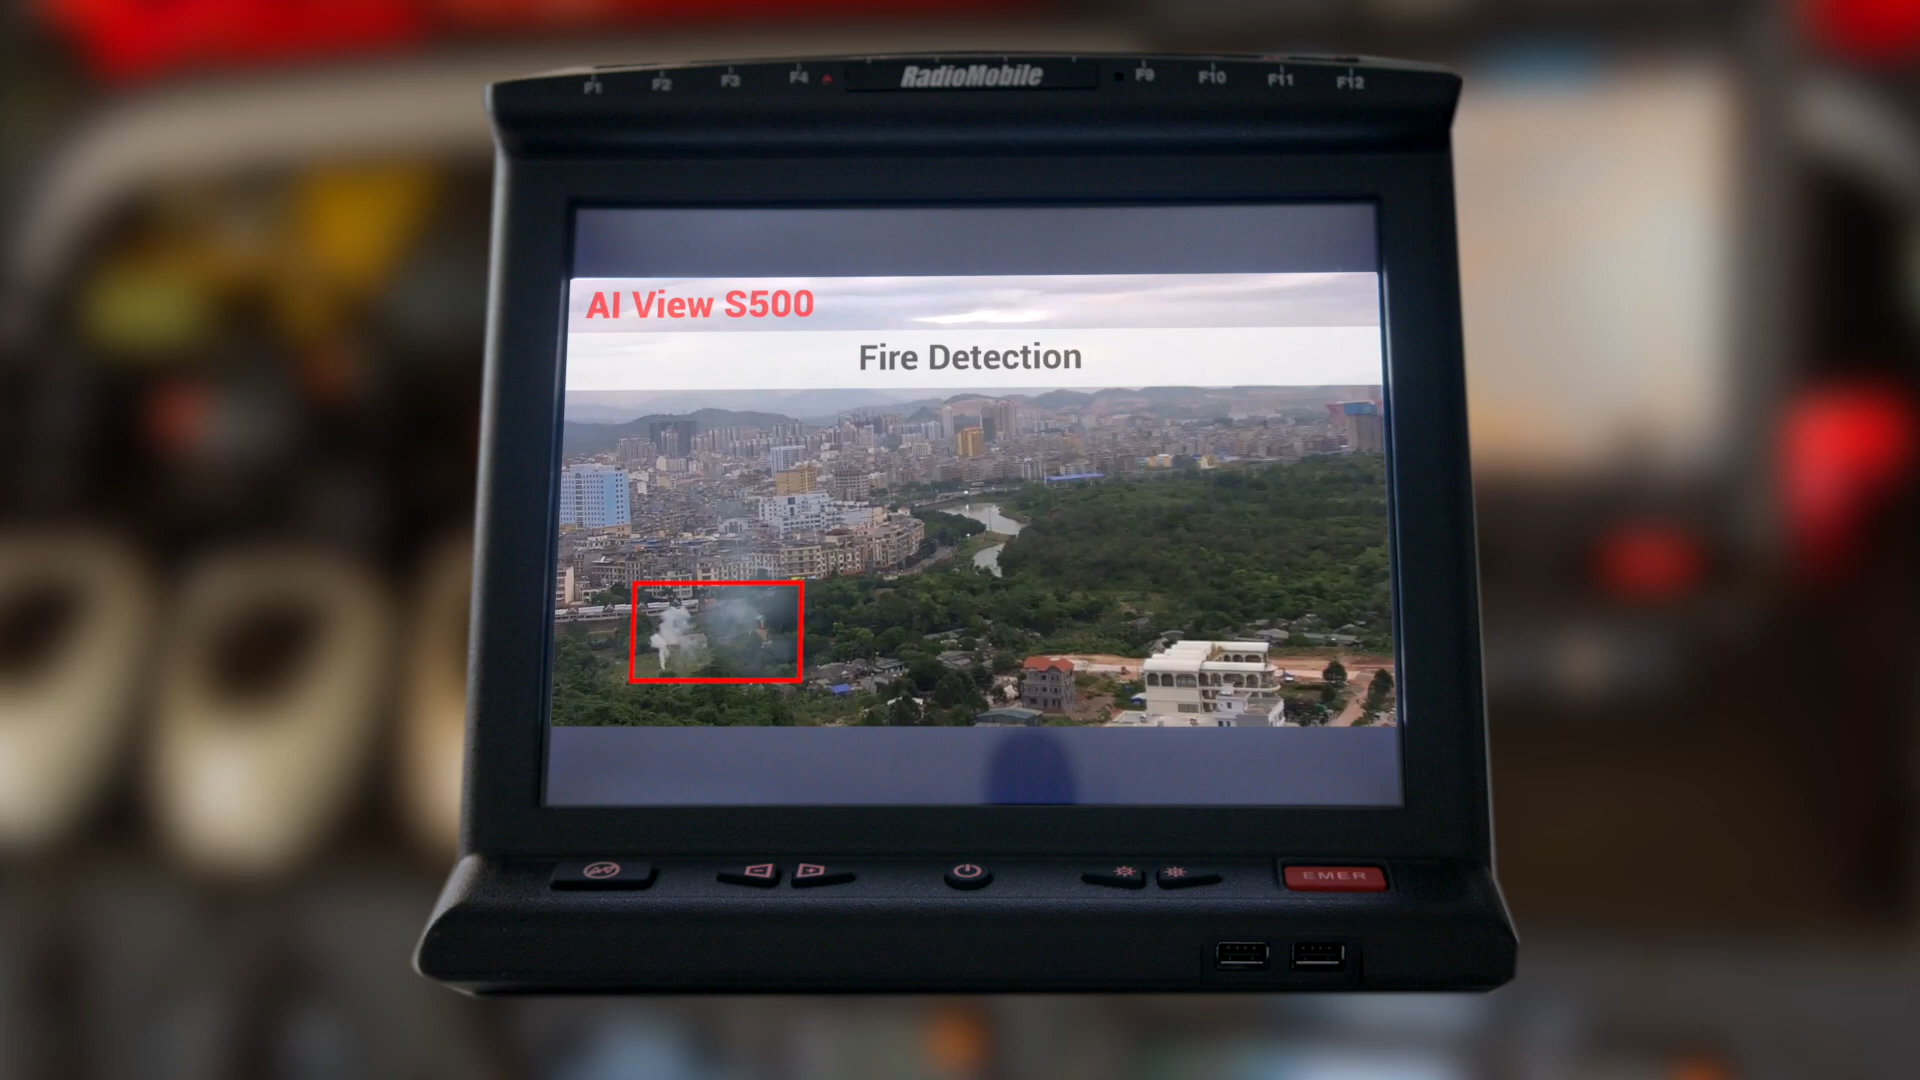 F1 F2 F3 F4 RadioMobile F9 F10 F11 F12
AI View S500
Fire Detection
EMER